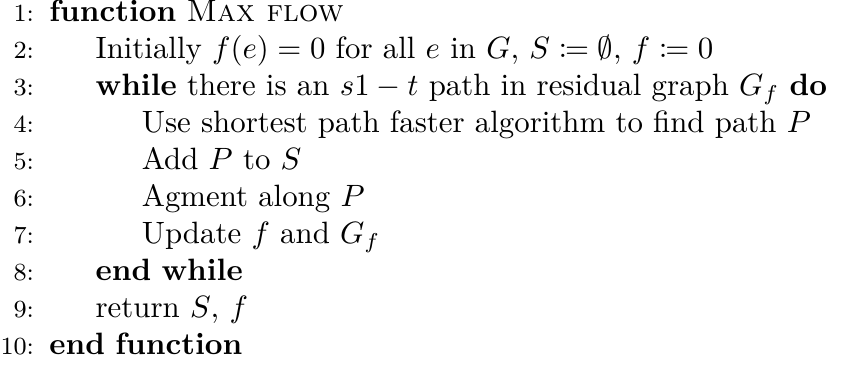 1: function MAX FLOW
2: Initially f(e) = 0 for all e in G, S := ∅, f := 0
3: while there is an s1 − t path in residual graph G_f do
4: Use shortest path faster algorithm to find path P
5: Add P to S
6: Agment along P
7: Update f and G_f
8: end while
9: return S, f
10: end function